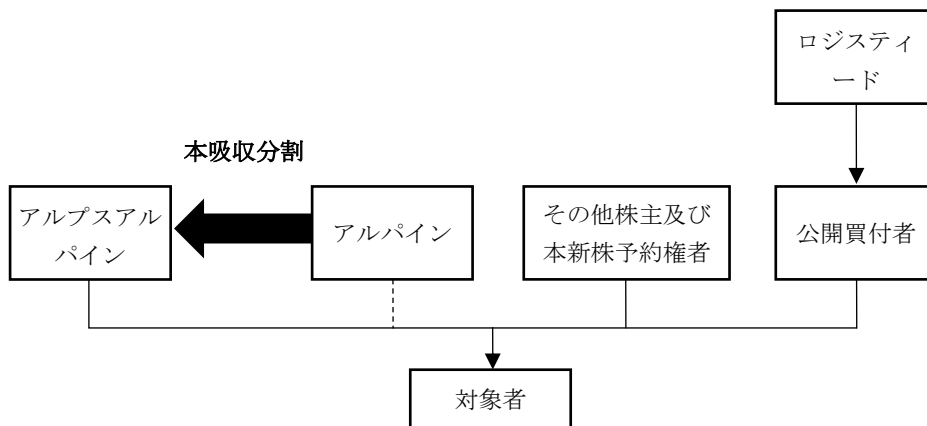 ロジスティ
ード
本吸収分割
アルプスアル
パイン
アルパイン
その他株主及び
本新株予約権者
公開買付者
対象者